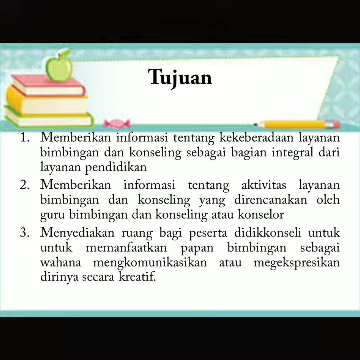 Tujuan
1. Memberikan informasi tentang kekeberadaan layanan
bimbingan dan konseling sebagai bagian integral dari
layanan pendidikan
2. Memberikan informasi tentang aktivitas layanan
bimbingan dan konseling yang direncanakan oleh
guru bimbingan dan konseling atau konselor
3. Menyediakan ruang bagi peserta didikkonseli untuk
untuk memanfaatkan papan bimbingan sebagai
wahana mengkomunikasikan atau megekspresikan
dirinya secara kreatif.